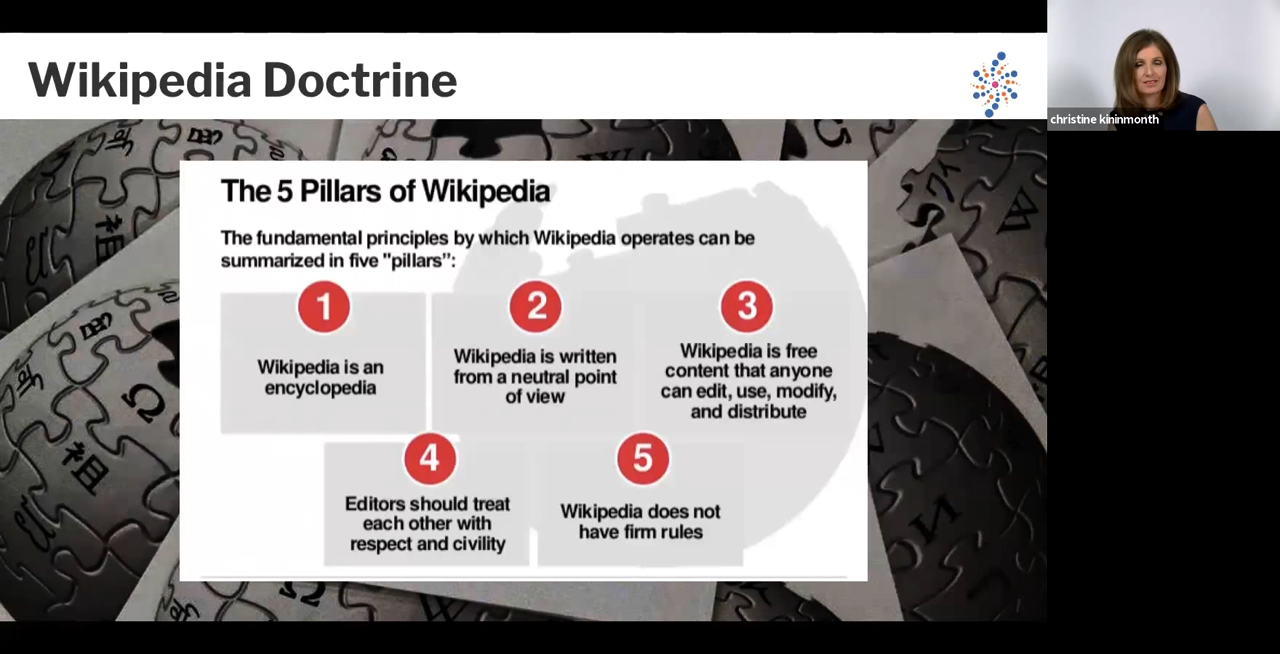 Wikipedia Doctrine
christine kininmonth
The 5 Pillars of Wikipedia
The fundamental principles by which Wikipedia operates can be
summarized in five "pillars":
1
Wikipedia is an
encyclopedia
2
Wikipedia is written
from a neutral point
of view
3
Wikipedia is free
content that anyone
can edit, use, modify,
and distribute
4
Editors should treat
each other with
respect and civility
5
Wikipedia does not
have firm rules
Ω
祖
W
И
Ω